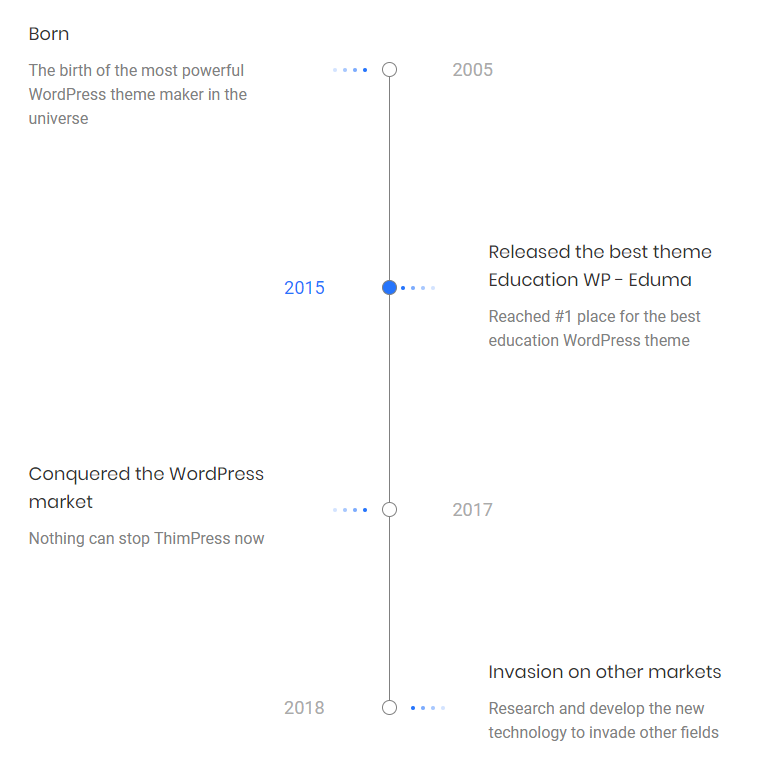 Born
The birth of the most powerful
WordPress theme maker in the
universe
2005
2015
Released the best theme
Education WP - Eduma
Reached #1 place for the best
education WordPress theme
Conquered the WordPress
market
Nothing can stop ThimPress now
2017
2018
Invasion on other markets
Research and develop the new
technology to invade other fields